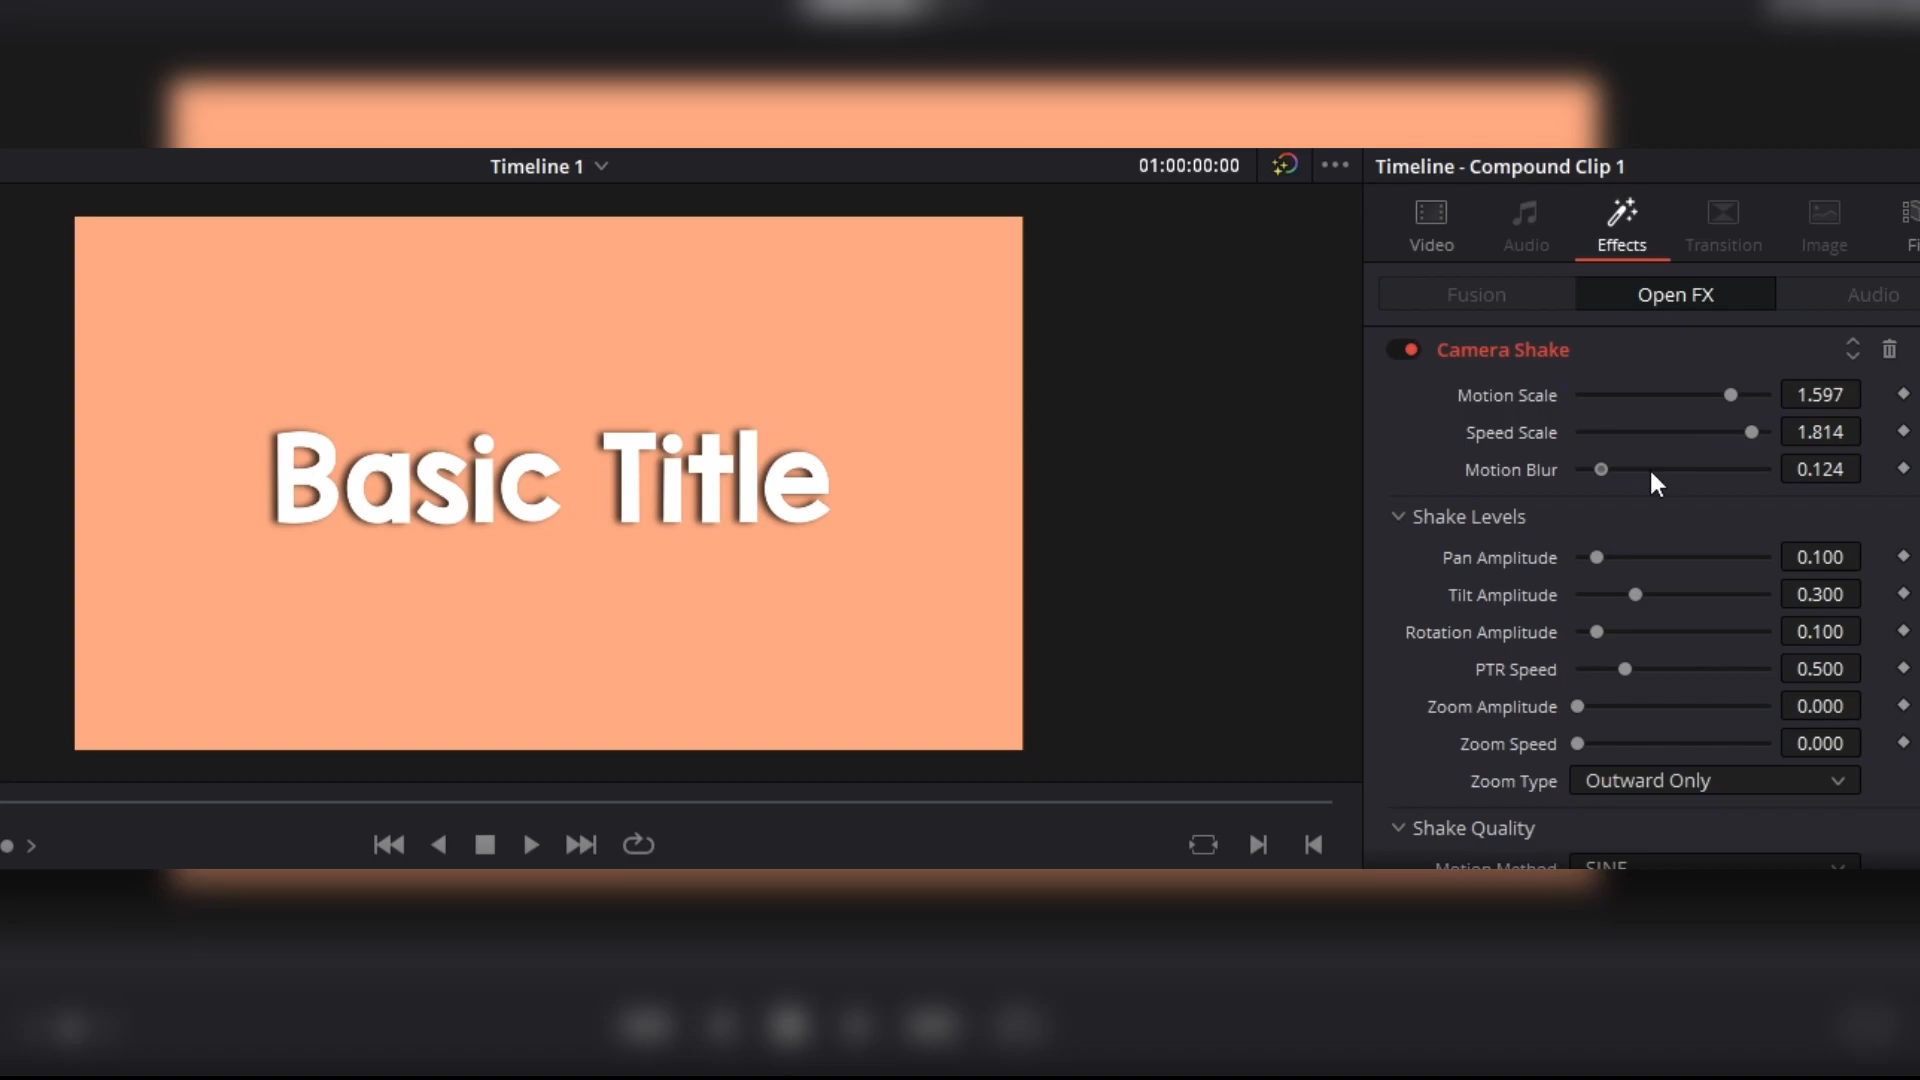 Timeline 1
01:00:00:00
Timeline - Compound Clip 1
Video
Audio
Effects
Transition
Image
Fusion
Open FX
Audio
Camera Shake
Motion Scale 1.597
Speed Scale 1.814
Motion Blur 0.124
Shake Levels
Pan Amplitude 0.100
Tilt Amplitude 0.300
Rotation Amplitude 0.100
PTR Speed 0.500
Zoom Amplitude 0.000
Zoom Speed 0.000
Zoom Type Outward Only
Shake Quality
Motion Method SINE
Basic Title